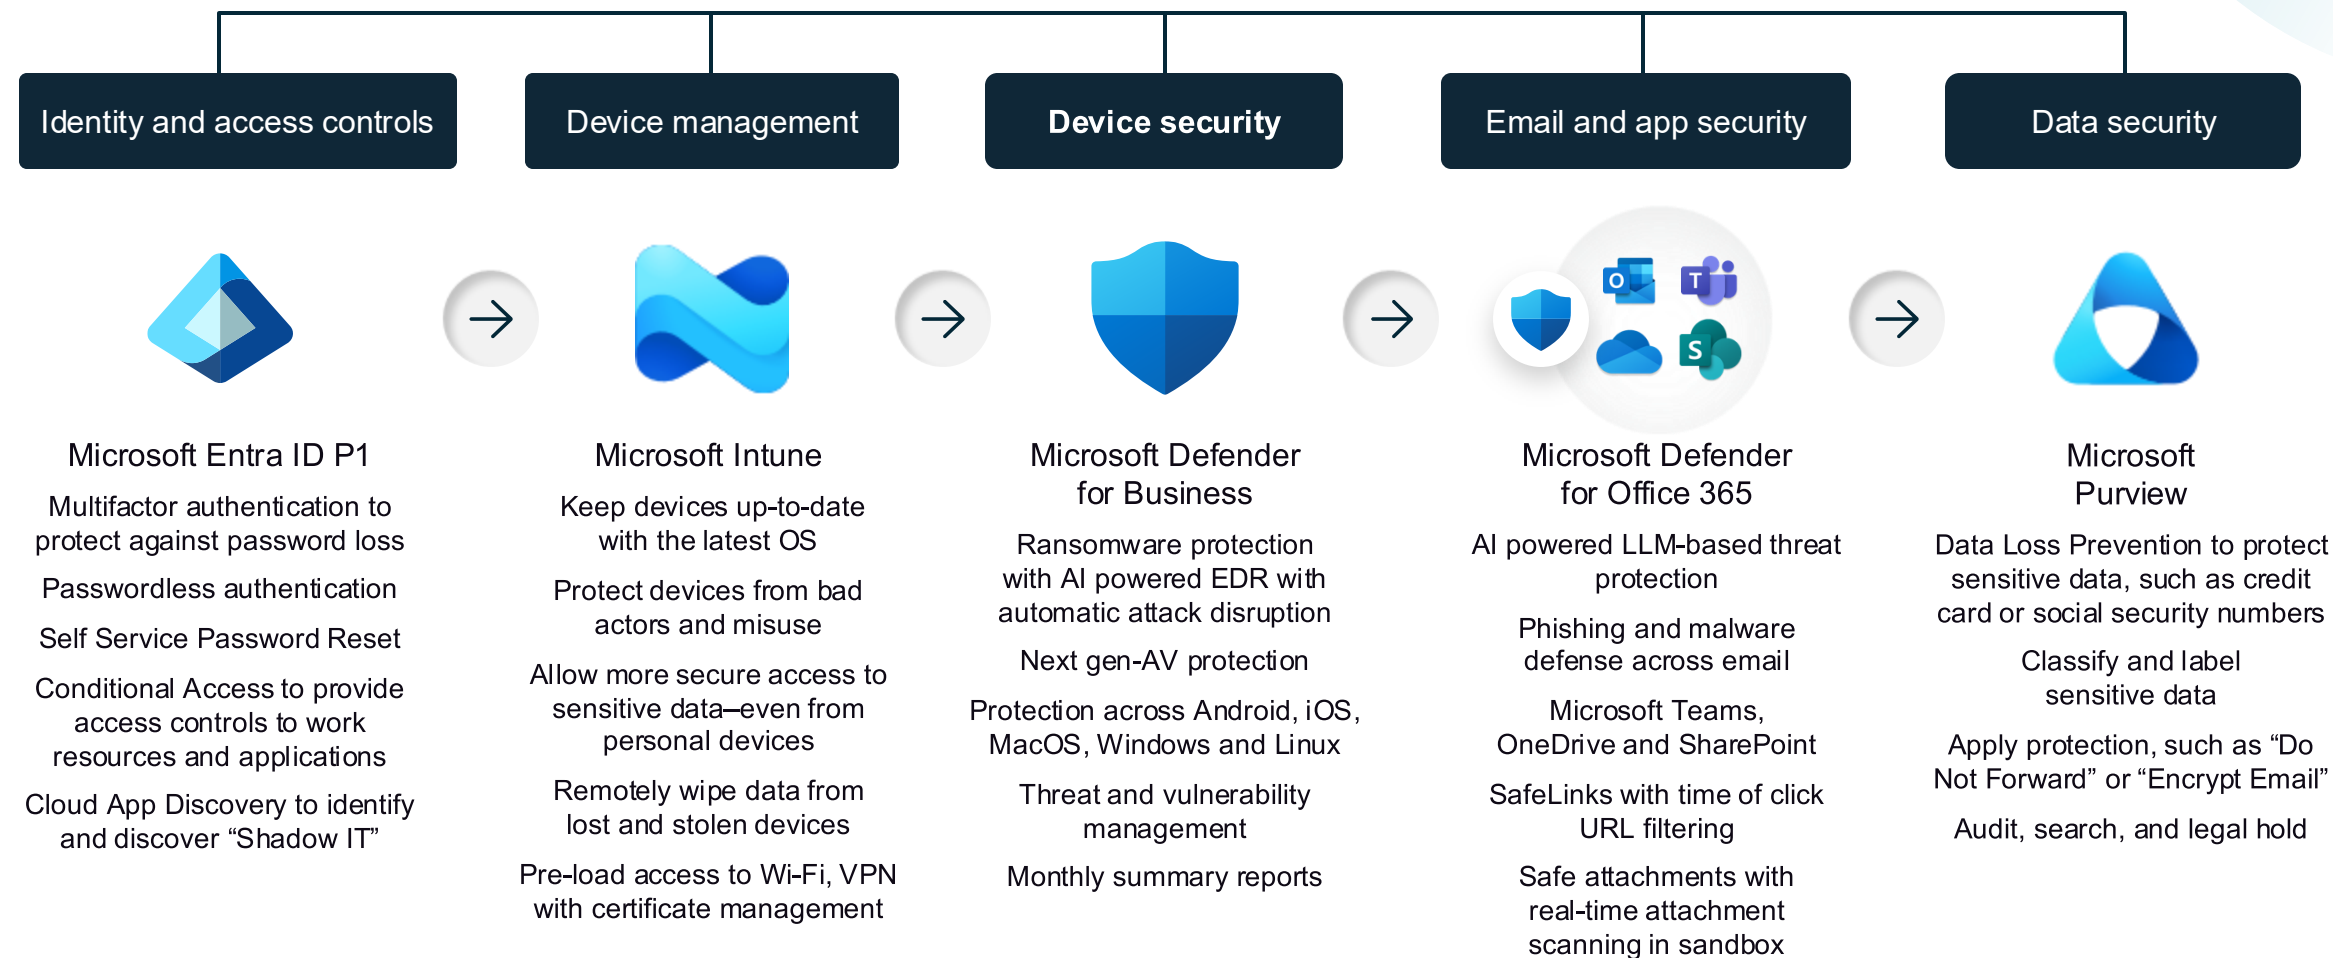 Identity and access controls
Device management
Device security
Email and app security
Data security
Microsoft Entra ID P1
Multifactor authentication to
protect against password loss
Passwordless authentication
Self Service Password Reset
Conditional Access to provide
access controls to work
resources and applications
Cloud App Discovery to identify
and discover “Shadow IT”
Microsoft Intune
Keep devices up-to-date
with the latest OS
Protect devices from bad
actors and misuse
Allow more secure access to
sensitive data—even from
personal devices
Remotely wipe data from
lost and stolen devices
Pre-load access to Wi-Fi, VPN
with certificate management
Microsoft Defender
for Business
Ransomware protection
with AI powered EDR with
automatic attack disruption
Next gen-AV protection
Protection across Android, iOS,
MacOS, Windows and Linux
Threat and vulnerability
management
Monthly summary reports
O
T
S
Microsoft Defender
for Office 365
AI powered LLM-based threat
protection
Phishing and malware
defense across email
Microsoft Teams,
OneDrive and SharePoint
SafeLinks with time of click
URL filtering
Safe attachments with
real-time attachment
scanning in sandbox
Microsoft
Purview
Data Loss Prevention to protect
sensitive data, such as credit
card or social security numbers
Classify and label
sensitive data
Apply protection, such as “Do
Not Forward” or “Encrypt Email”
Audit, search, and legal hold